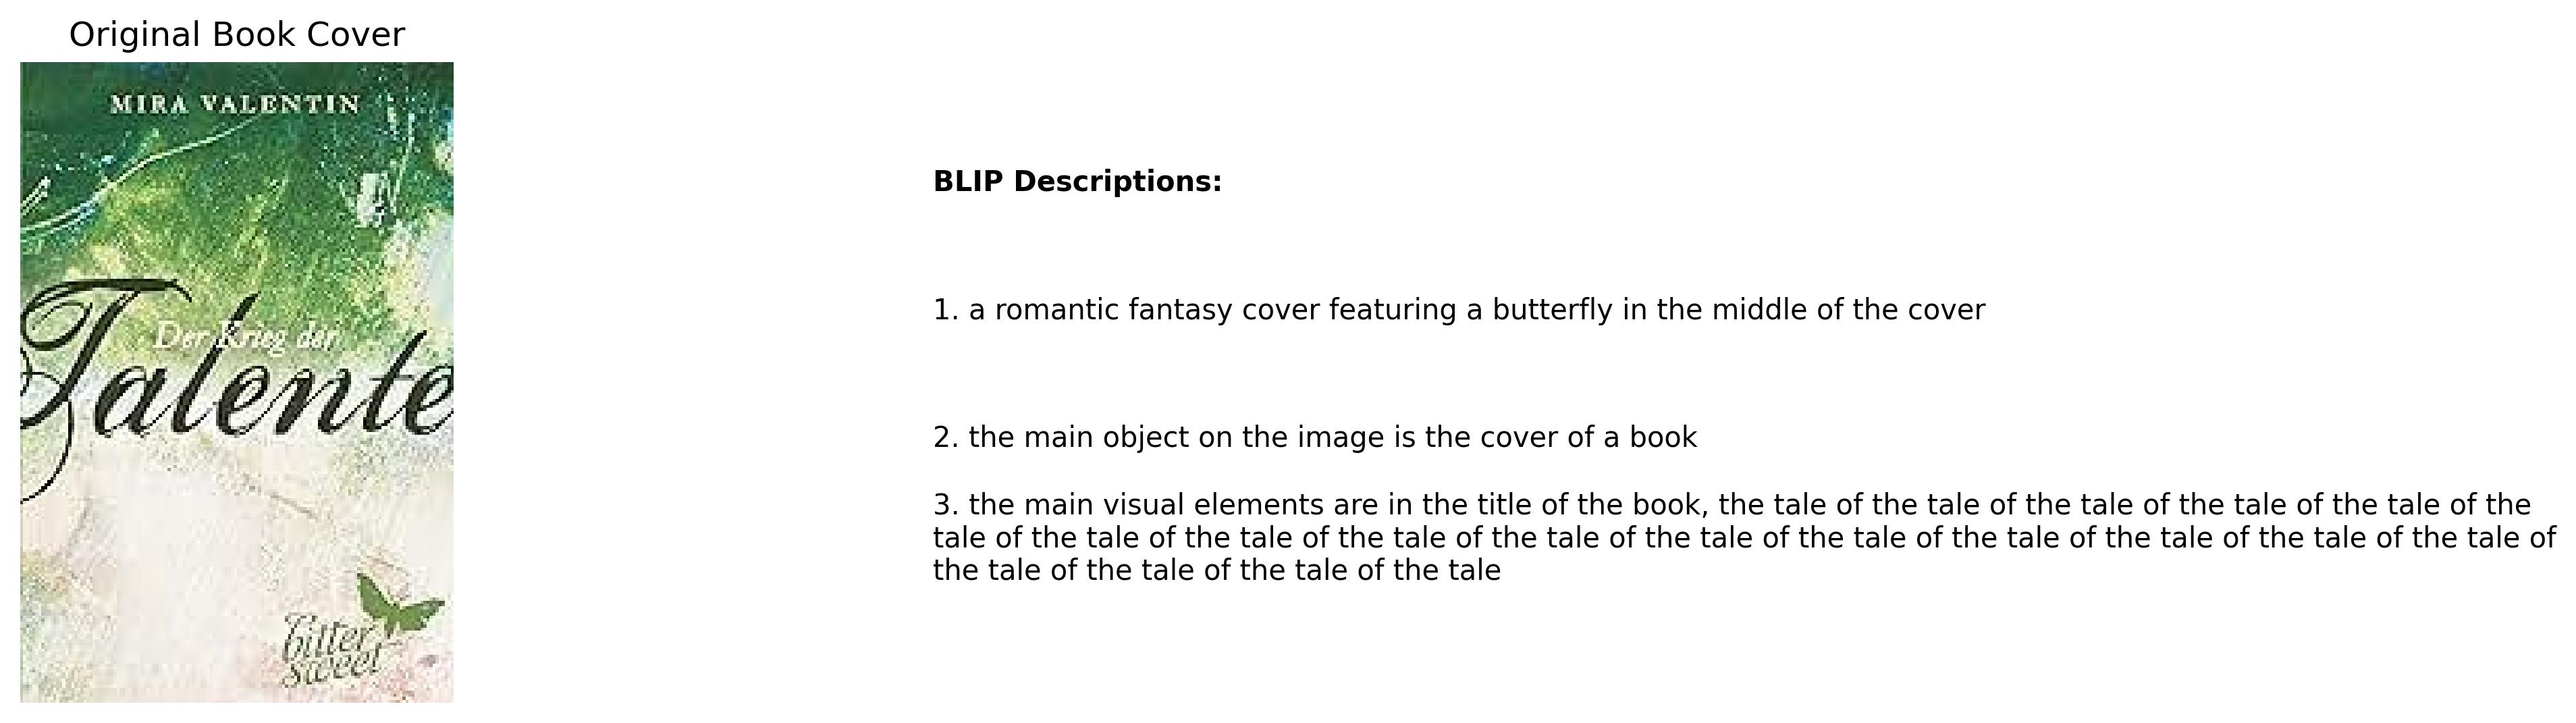 Original Book Cover
MIRA VALENTIN
Der Krieg der
Talente
bitter
sweet
BLIP Descriptions:
1. a romantic fantasy cover featuring a butterfly in the middle of the cover
2. the main object on the image is the cover of a book
3. the main visual elements are in the title of the book, the tale of the tale of the tale of the tale of the tale of the
tale of the tale of the tale of the tale of the tale of the tale of the tale of the tale of the tale of the tale of the tale of
the tale of the tale of the tale of the tale